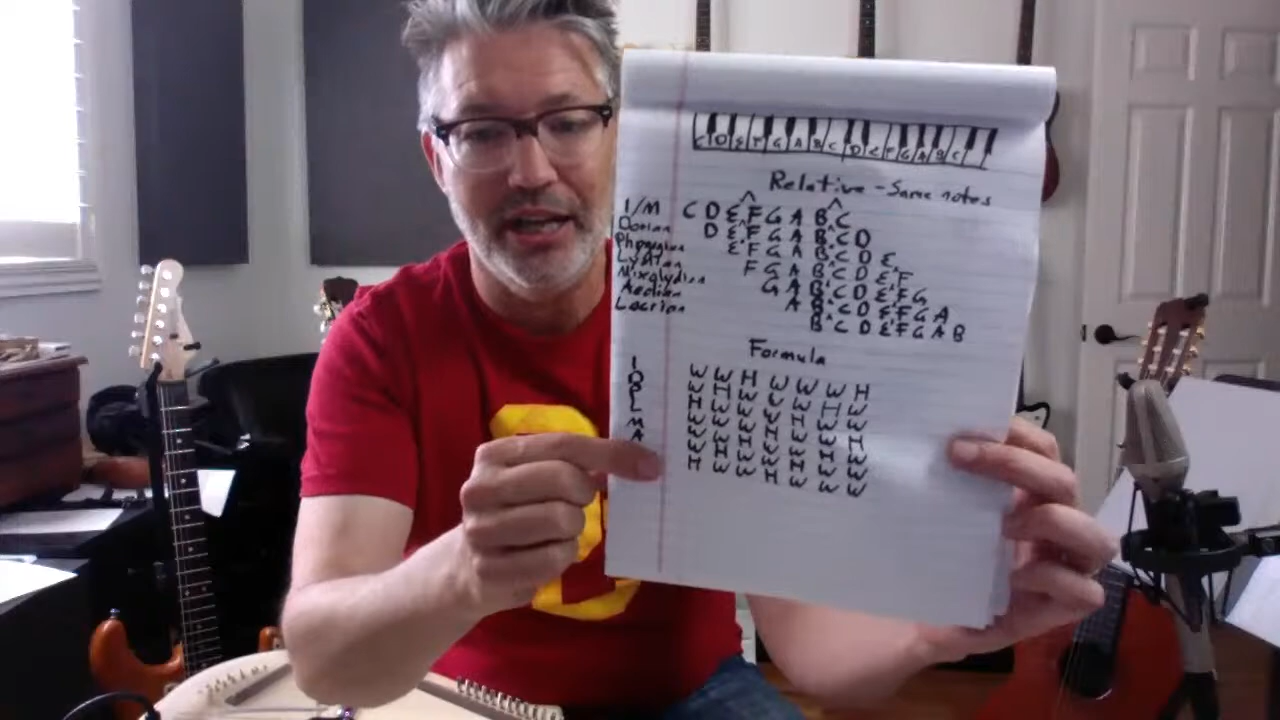 C D E F G A B C D E F G A B C
Relative - Same notes
I/M C D E F G A B C
Dorian D E F G A B C D
Phrygian E F G A B C D E
Lydian F G A B C D E F
Mixolydian G A B C D E F G
Aeolian A B C D E F G A
Locrian B C D E F G A B
Formula
I W W H W W W H
D W H W W W H W
P H W W W H W W
L W W W H W W H
M W W H W W H W
A W H W W H W W
H W W H W W W